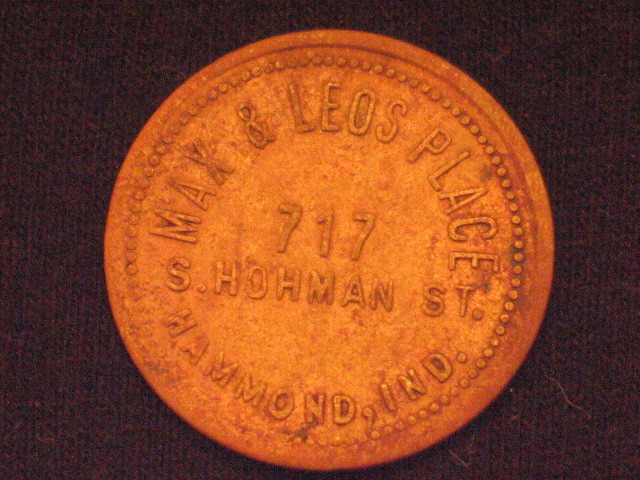 MAX & LEOS PLACE
717
S. HOHMAN ST.
HAMMOND, IND.